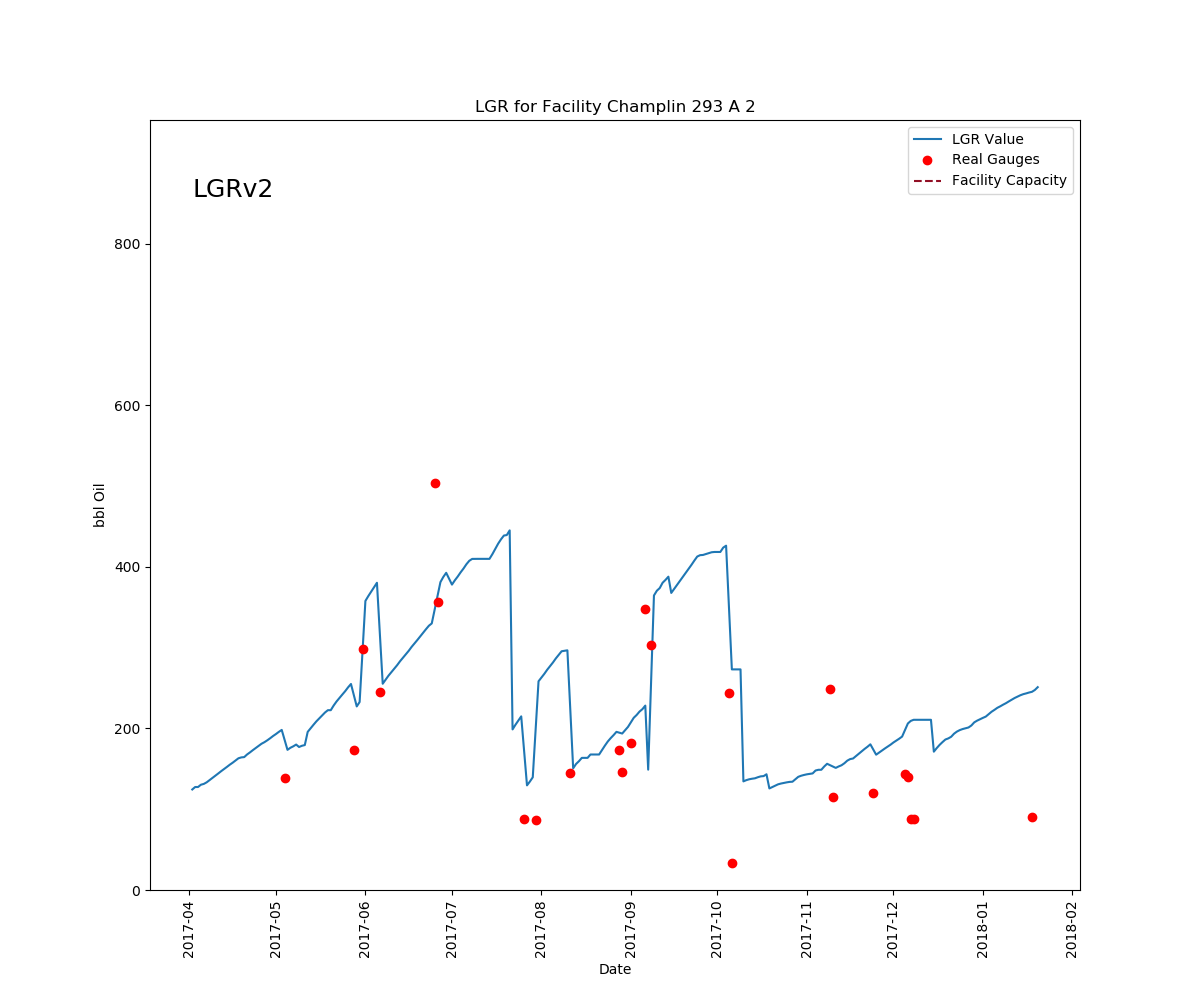 LGR for Facility Champlin 293 A 2
LGR Value
Real Gauges
Facility Capacity
LGRv2
800
600
400
200
0
bbl Oil
2017-04
2017-05
2017-06
2017-07
2017-08
2017-09
2017-10
2017-11
2017-12
2018-01
2018-02
Date